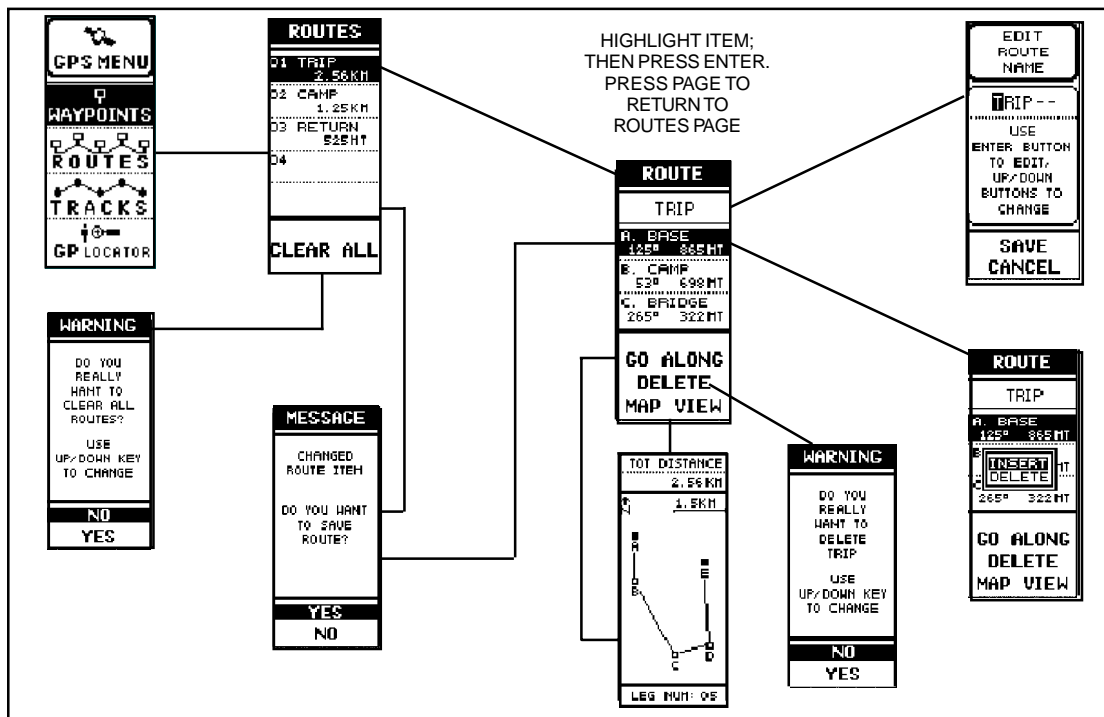 GPS MENU
WAYPOINTS
ROUTES
TRACKS
GP LOCATOR
ROUTES
01 TRIP
2.56KM
02 CAMP
1.25KM
03 RETURN
525MT
04
CLEAR ALL
HIGHLIGHT ITEM;
THEN PRESS ENTER.
PRESS PAGE TO
RETURN TO
ROUTES PAGE
EDIT
ROUTE
NAME
TRIP--
USE
ENTER BUTTON
TO EDIT,
UP/DOWN
BUTTONS TO
CHANGE
SAVE
CANCEL
ROUTE
TRIP
A. BASE
125° 865MT
B. CAMP
53° 698MT
C. BRIDGE
265° 322MT
GO ALONG
DELETE
MAP VIEW
WARNING
DO YOU
REALLY
WANT TO
CLEAR ALL
ROUTES?
USE
UP/DOWN KEY
TO CHANGE
NO
YES
MESSAGE
CHANGED
ROUTE ITEM
DO YOU WANT
TO SAVE
ROUTE?
YES
NO
TOT DISTANCE
2.56KM
1.5KM
A
B
C
D
E
LEG NUM: 05
WARNING
DO YOU
REALLY
WANT TO
DELETE
TRIP
USE
UP/DOWN KEY
TO CHANGE
NO
YES
ROUTE
TRIP
A. BASE
125° 865MT
B
INSERT
MT
DELETE
C
265° 322MT
GO ALONG
DELETE
MAP VIEW